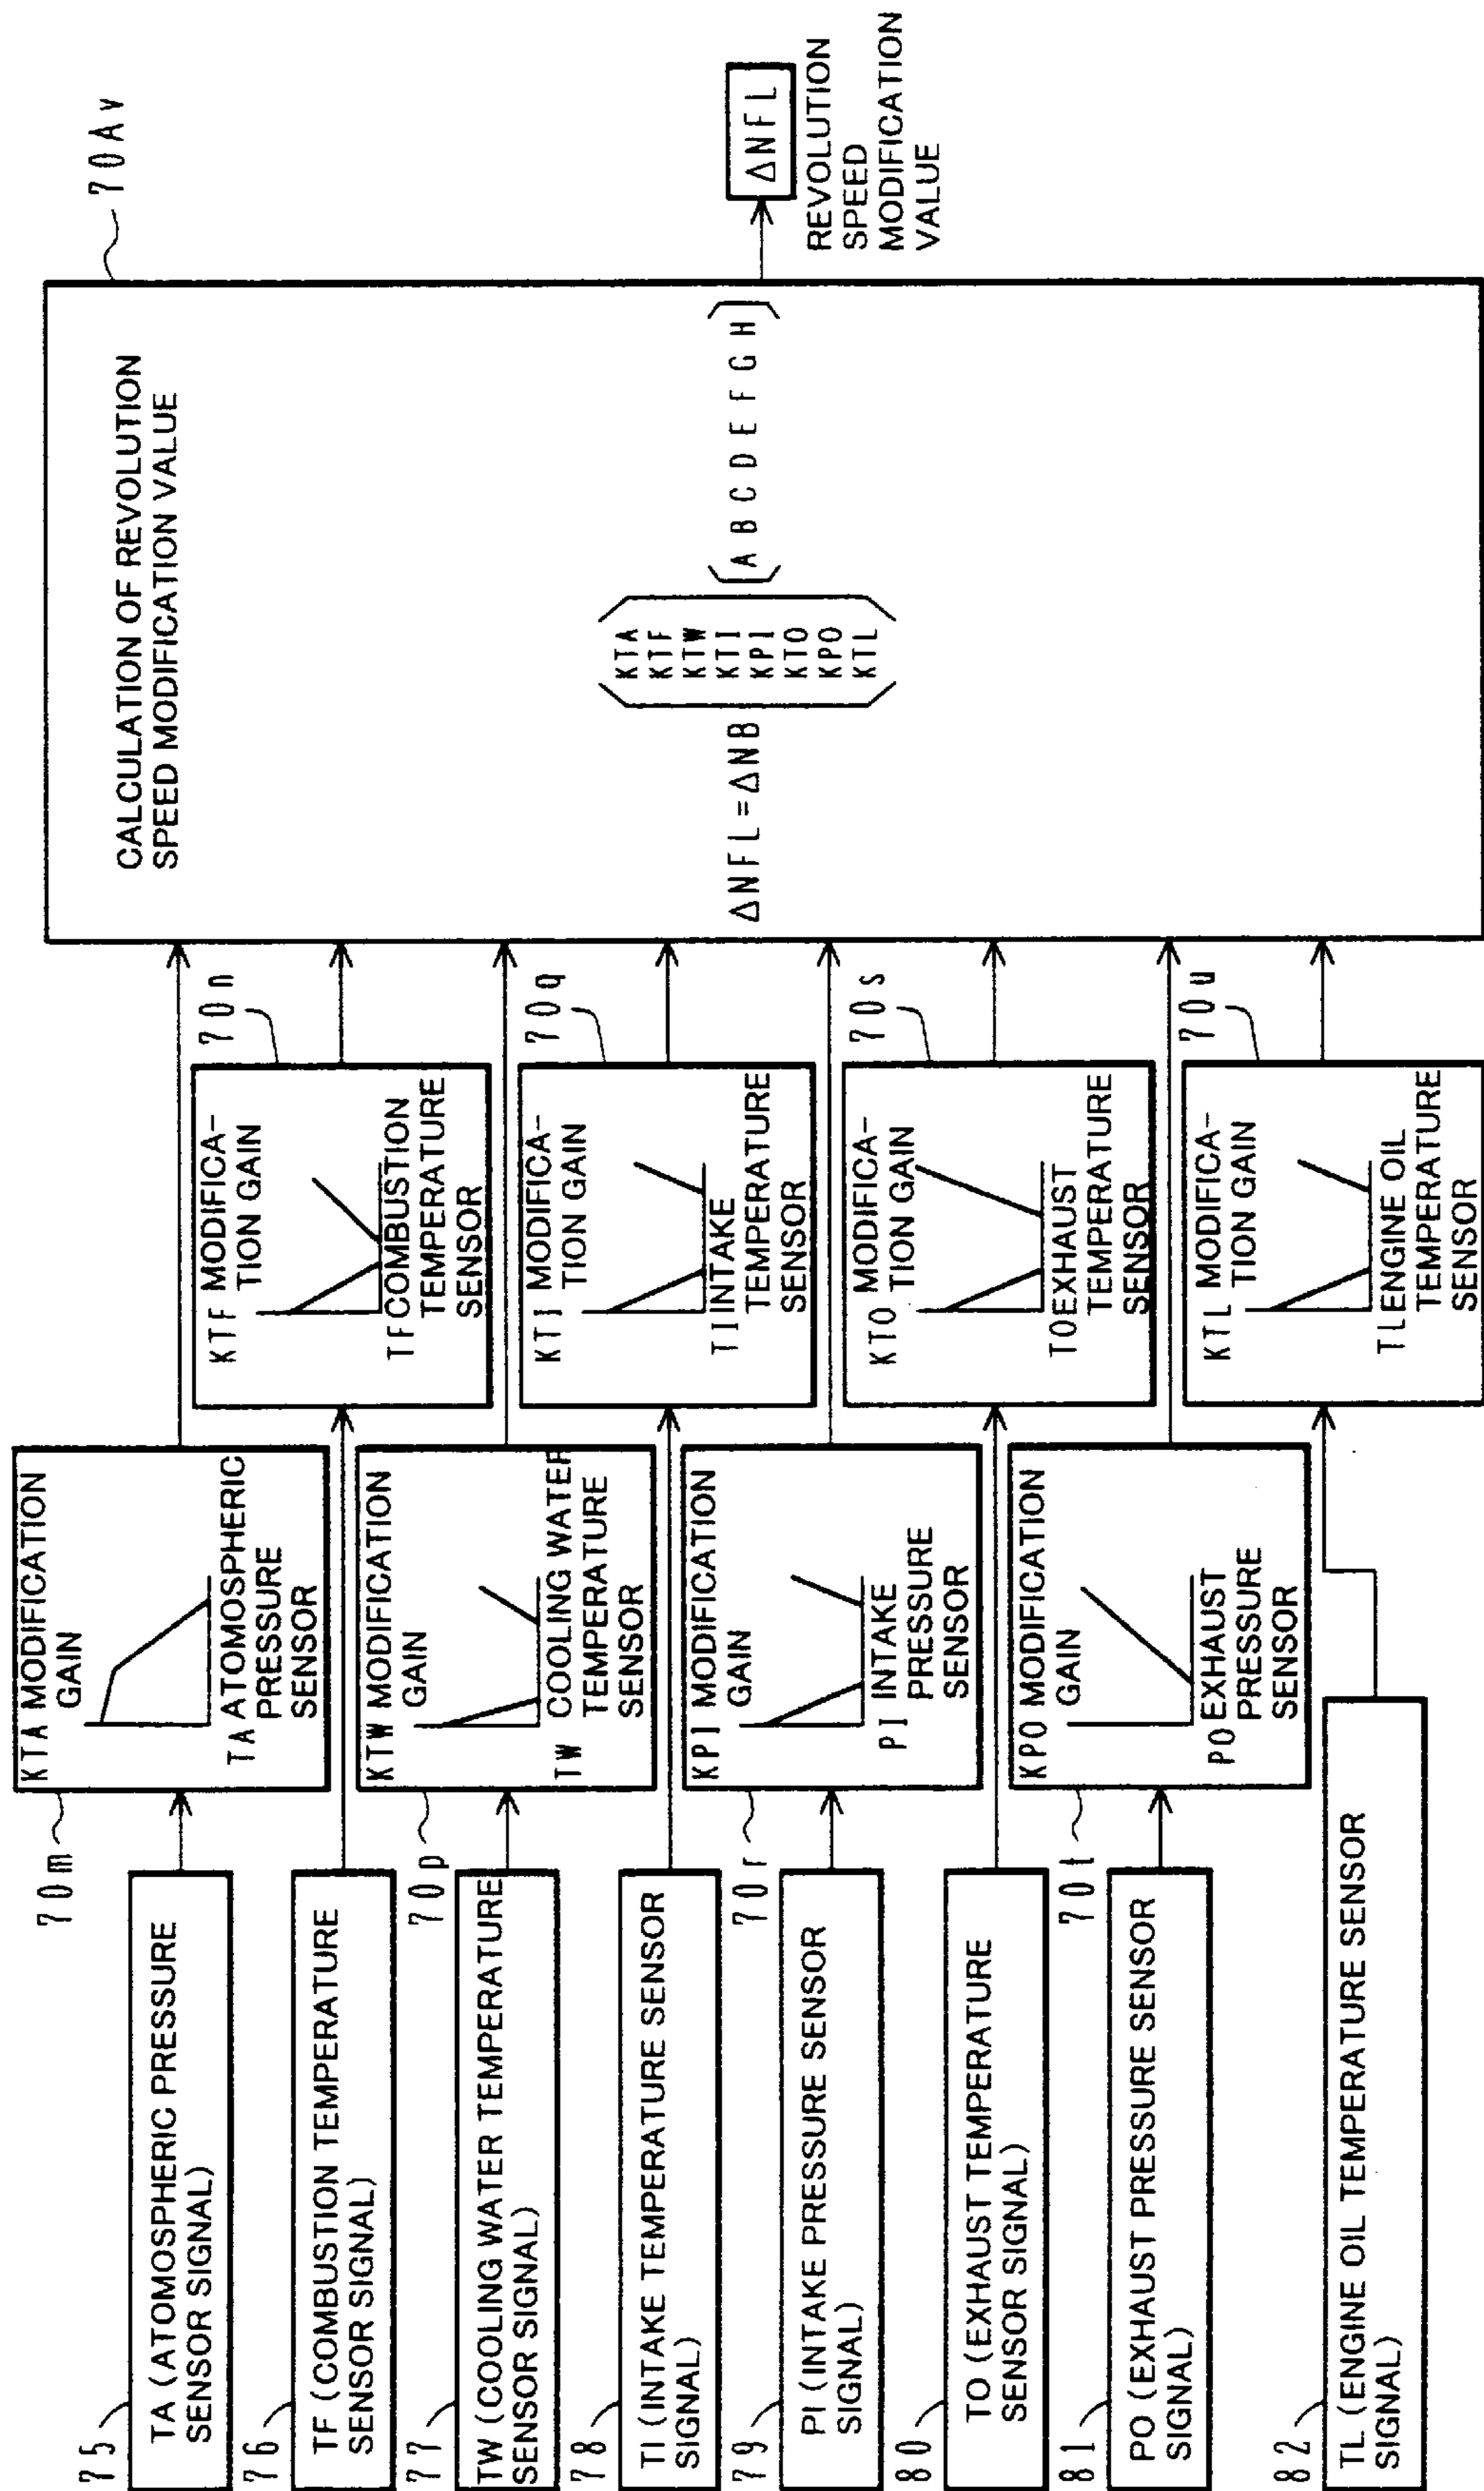 75
TA (ATOMOSPHERIC PRESSURE
SENSOR SIGNAL)
76
TF (COMBUSTION TEMPERATURE
SENSOR SIGNAL)
77
TW (COOLING WATER TEMPERATURE
SENSOR SIGNAL)
78
TI (INTAKE TEMPERATURE SENSOR
SIGNAL)
79
PI (INTAKE PRESSURE SENSOR
SIGNAL)
80
TO (EXHAUST TEMPERATURE
SENSOR SIGNAL)
81
PO (EXHAUST PRESSURE SENSOR
SIGNAL)
82
TL (ENGINE OIL TEMPERATURE SENSOR
SIGNAL)
70m
KTA MODIFICATION
GAIN
TA ATOMOSPHERIC
PRESSURE
SENSOR
70p
KTW MODIFICATION
GAIN
TW COOLING WATER
TEMPERATURE
SENSOR
70r
KPI MODIFICATION
GAIN
PI INTAKE
PRESSURE
SENSOR
70t
KPO MODIFICATION
GAIN
PO EXHAUST
PRESSURE
SENSOR
70n
KTF MODIFICA-
TION GAIN
TF COMBUSTION
TEMPERATURE
SENSOR
70q
KTI MODIFICA-
TION GAIN
TI INTAKE
TEMPERATURE
SENSOR
70s
KTO MODIFICA-
TION GAIN
TO EXHAUST
TEMPERATURE
SENSOR
70u
KTL MODIFICA-
TION GAIN
TL ENGINE OIL
TEMPERATURE
SENSOR
70Av
CALCULATION OF REVOLUTION
SPEED MODIFICATION VALUE
ΔNFL=ΔNB
KTA
KTF
KTW
KTI
KPI
KTO
KPO
KTL
(A B C D E F G H)
ΔNFL
REVOLUTION
SPEED
MODIFICATION
VALUE